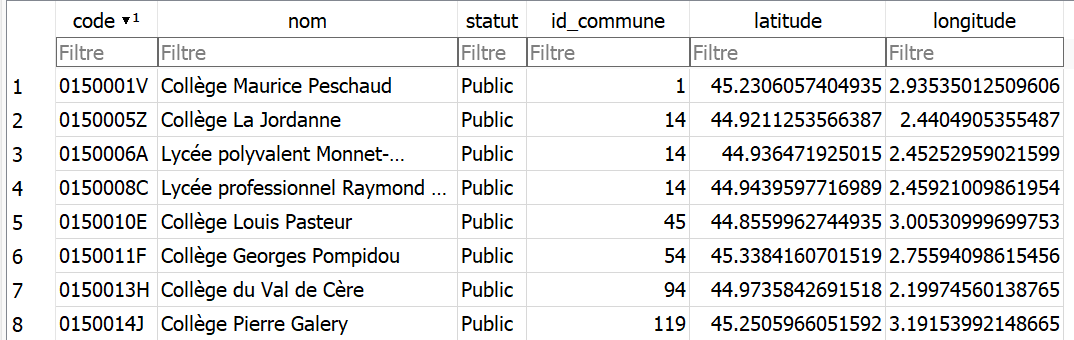 code ▼1 nom statut id_commune latitude longitude
Filtre Filtre Filtre Filtre Filtre Filtre
1 0150001V Collège Maurice Peschaud Public 1 45.2306057404935 2.93535012509606
2 0150005Z Collège La Jordanne Public 14 44.9211253566387 2.4404905355487
3 0150006A Lycée polyvalent Monnet-… Public 14 44.936471925015 2.45252959021599
4 0150008C Lycée professionnel Raymond … Public 14 44.9439597716989 2.45921009861954
5 0150010E Collège Louis Pasteur Public 45 44.8559962744935 3.00530999699753
6 0150011F Collège Georges Pompidou Public 54 45.3384160701519 2.75594098615456
7 0150013H Collège du Val de Cère Public 94 44.9735842691518 2.19974560138765
8 0150014J Collège Pierre Galery Public 119 45.2505966051592 3.19153992148665